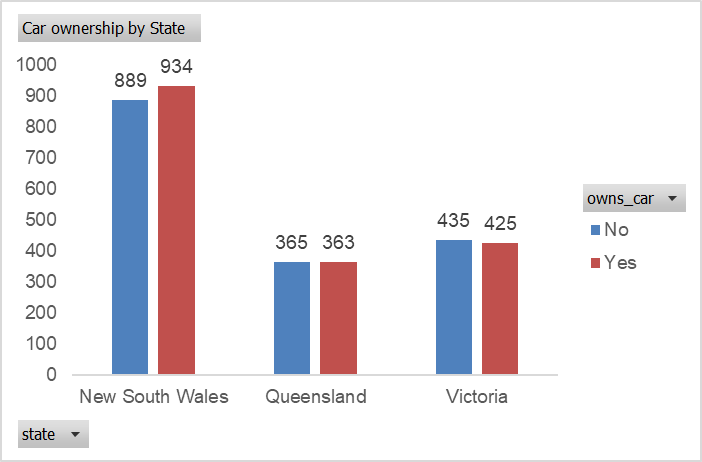 Car ownership by State
1000
900
800
700
600
500
400
300
200
100
0
889
934
365
363
435
425
New South Wales
Queensland
Victoria
owns_car
No
Yes
state